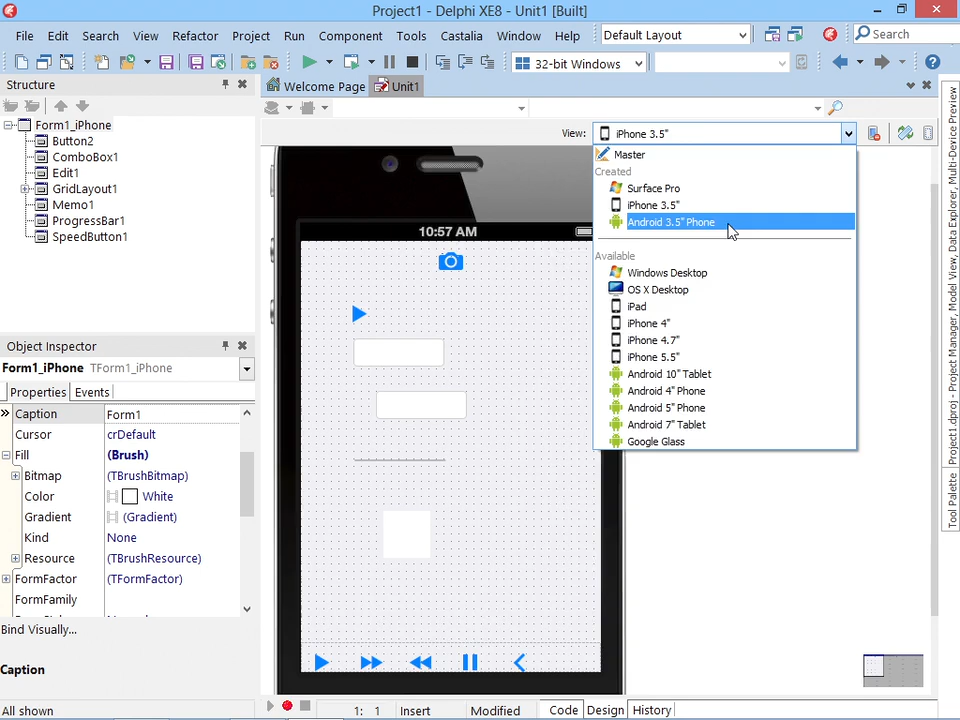 Project1 - Delphi XE8 - Unit1 [Built]
File Edit Search View Refactor Project Run Component Tools Castalia Window Help Default Layout Search
32-bit Windows
Structure
Welcome Page Unit1
View: iPhone 3.5"
Form1_iPhone
Button2
ComboBox1
Edit1
GridLayout1
Memo1
ProgressBar1
SpeedButton1
Master
Created
Surface Pro
iPhone 3.5"
Android 3.5" Phone
Available
Windows Desktop
OS X Desktop
iPad
iPhone 4"
iPhone 4.7"
iPhone 5.5"
Android 10" Tablet
Android 4" Phone
Android 5" Phone
Android 7" Tablet
Google Glass
10:57 AM
Object Inspector
Form1_iPhone TForm1_iPhone
Properties Events
Caption Form1
Cursor crDefault
Fill (Brush)
Bitmap (TBrushBitmap)
Color White
Gradient (Gradient)
Kind None
Resource (TBrushResource)
FormFactor (TFormFactor)
FormFamily
Bind Visually...
Caption
All shown
1: 1 Insert Modified Code Design History
Project1.dproj - Project Manager, Model View, Data Explorer, Multi-Device Preview,
Tool Palette